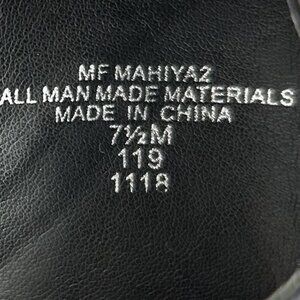 MF MAHIYA2
ALL MAN MADE MATERIALS
MADE IN CHINA
7½M
119
1118